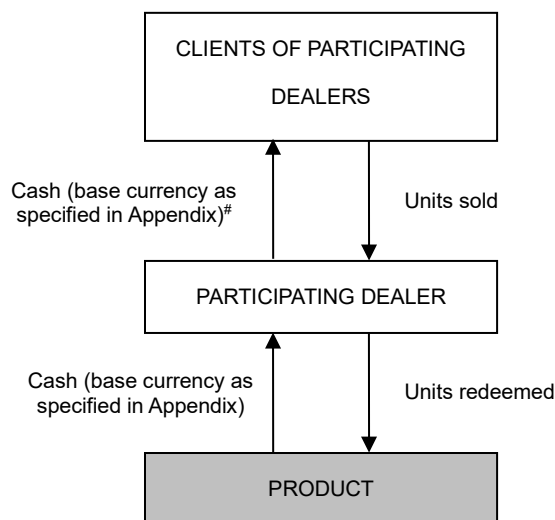 CLIENTS OF PARTICIPATING
DEALERS
Cash (base currency as
specified in Appendix)#
Units sold
PARTICIPATING DEALER
Cash (base currency as
specified in Appendix)
Units redeemed
PRODUCT